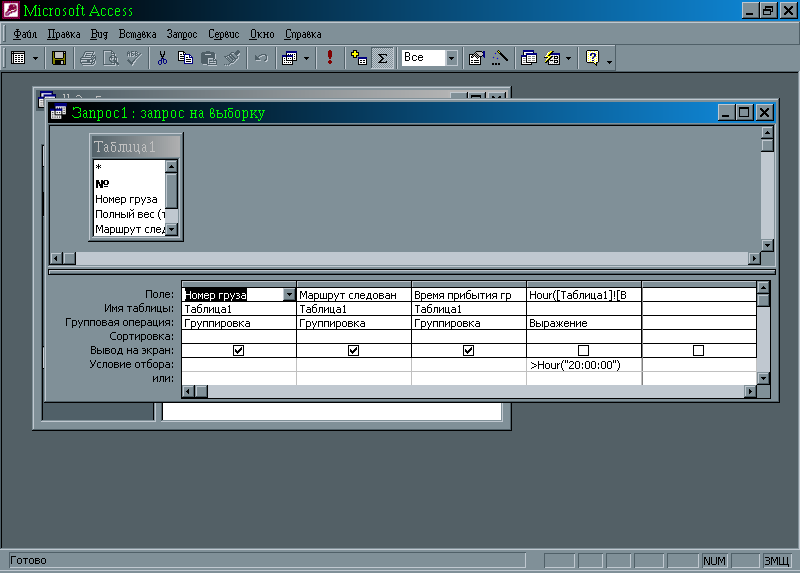 Microsoft Access
Файл Правка Вид Вставка Запрос Сервис Окно Справка
Все
Запрос1 : запрос на выборку
Таблица1
*
№
Номер груза
Полный вес (т
Маршрут след
Поле: Номер груза Маршрут следован Время прибытия гр Hour([Таблица1]![В
Имя таблицы: Таблица1 Таблица1 Таблица1
Групповая операция: Группировка Группировка Группировка Выражение
Сортировка:
Вывод на экран:
Условие отбора: >Hour("20:00:00")
или:
Готово NUM ЗМЩ